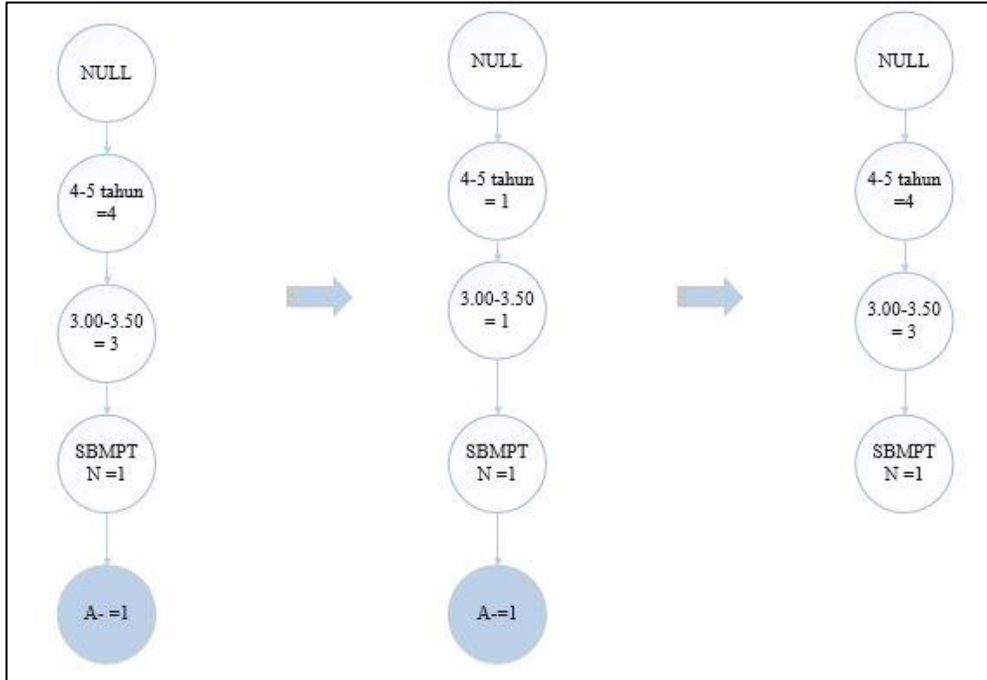 NULL
4-5 tahun
=4
3.00-3.50
= 3
SBMPT
N =1
A- =1
NULL
4-5 tahun
= 1
3.00-3.50
= 1
SBMPT
N =1
A-=1
NULL
4-5 tahun
=4
3.00-3.50
= 3
SBMPT
N =1